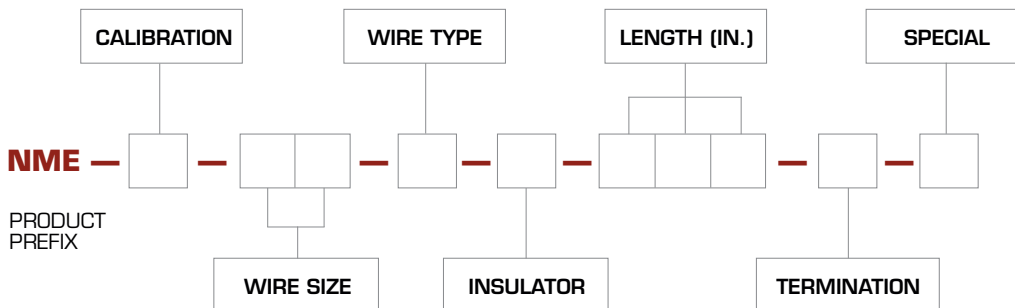 CALIBRATION
WIRE TYPE
LENGTH (IN.)
SPECIAL
NME
PRODUCT
PREFIX
WIRE SIZE
INSULATOR
TERMINATION